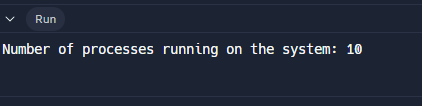 Run
Number of processes running on the system: 10